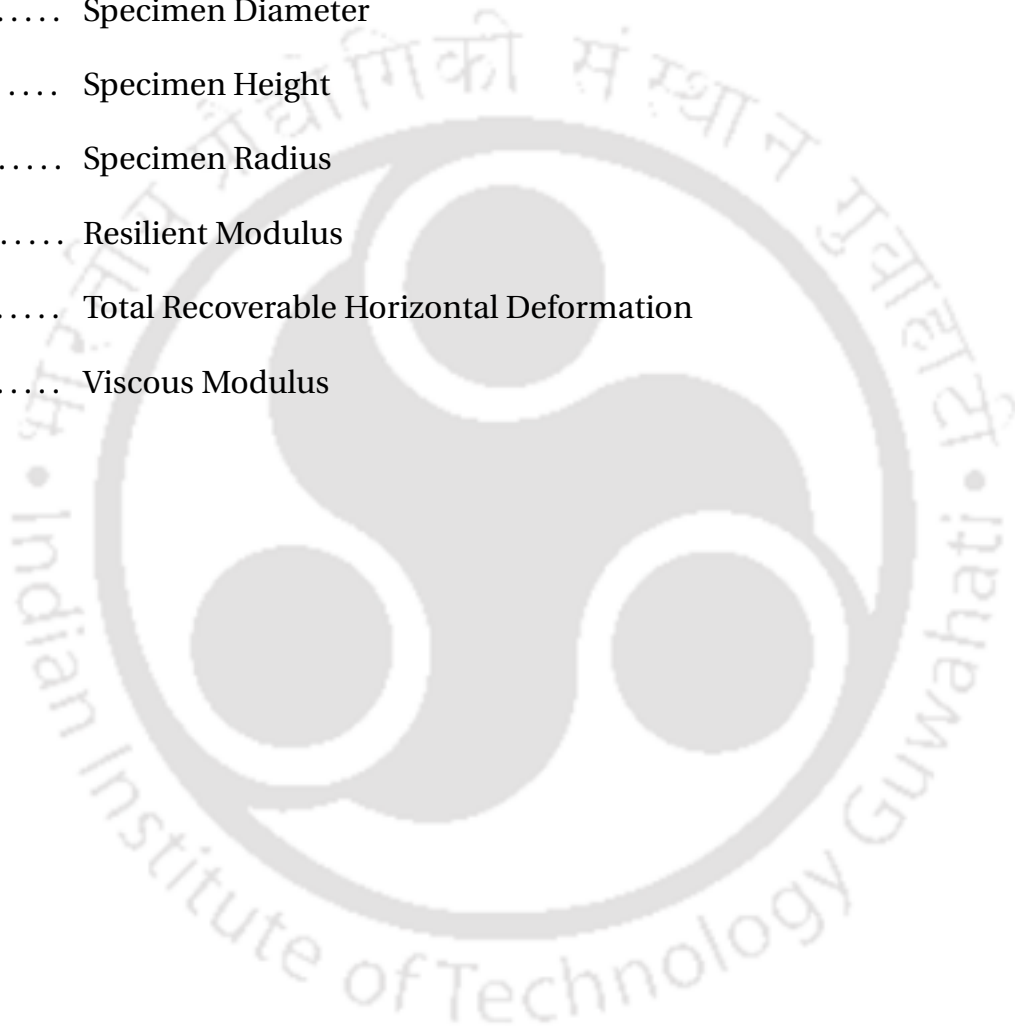 ..... Specimen Diameter
.... Specimen Height
..... Specimen Radius
..... Resilient Modulus
..... Total Recoverable Horizontal Deformation
..... Viscous Modulus
भारतीय प्रौद्योगिकी संस्थान गुवाहाटी
• Indian Institute of Technology Guwahati •